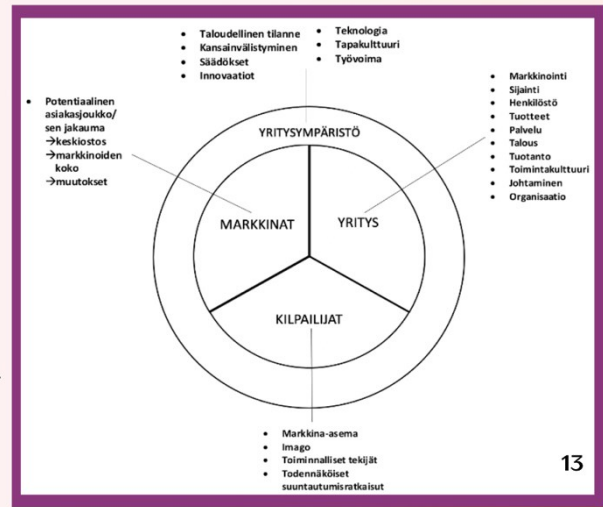 • Taloudellinen tilanne
• Kansainvälistyminen
• Säädökset
• Innovaatiot
• Teknologia
• Tapakulttuuri
• Työvoima
• Potentiaalinen
asiakasjoukko/
sen jakauma
→keskiostos
→markkinoiden
koko
→muutokset
• Markkinointi
• Sijainti
• Henkilöstö
• Tuotteet
• Palvelu
• Talous
• Tuotanto
• Toimintakulttuuri
• Johtaminen
• Organisaatio
YRITYSYMPÄRISTÖ
MARKKINAT
YRITYS
KILPAILIJAT
• Markkina-asema
• Imago
• Toiminnalliset tekijät
• Todennäköiset
suuntautumisratkaisut
13